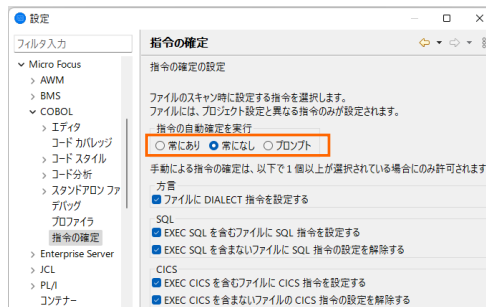 設定
フィルタ入力
Micro Focus
AWM
BMS
COBOL
エディタ
コード カバレッジ
コード スタイル
コード分析
スタンドアロン ファ
デバッグ
プロファイラ
指令の確定
Enterprise Server
JCL
PL/I
コンテナー
指令の確定
指令の確定の設定
ファイルのスキャン時に設定する指令を選択します。
ファイルには、プロジェクト設定と異なる指令のみが設定されます。
指令の自動確定を実行
常にあり 常になし プロンプト
手動による指令の確定は、以下で 1 個以上が選択されている場合にのみ許可されます
方言
ファイルに DIALECT 指令を設定する
SQL
EXEC SQL を含むファイルに SQL 指令を設定する
EXEC SQL を含まないファイルに SQL 指令の設定を解除する
CICS
EXEC CICS を含むファイルに CICS 指令を設定する
EXEC CICS を含まないファイルの CICS 指令の設定を解除する